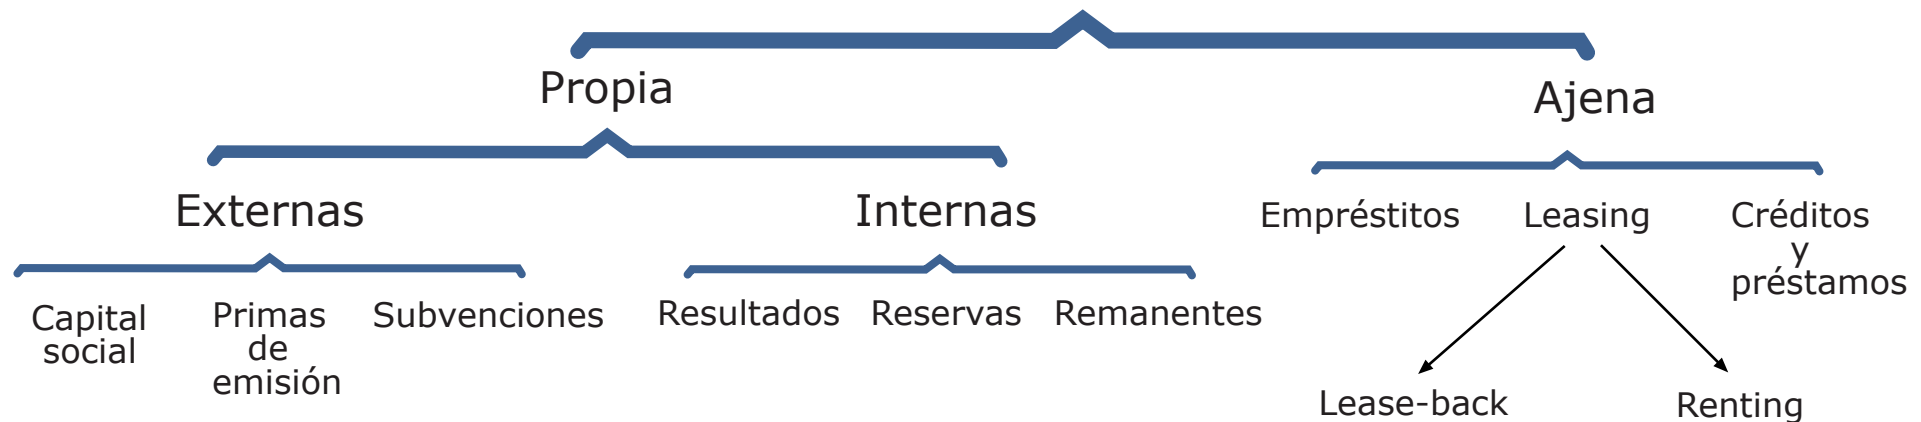 Propia
Ajena
Externas
Internas
Empréstitos
Leasing
Créditos
y
préstamos
Capital
social
Primas
de
emisión
Subvenciones
Resultados
Reservas
Remanentes
Lease-back
Renting